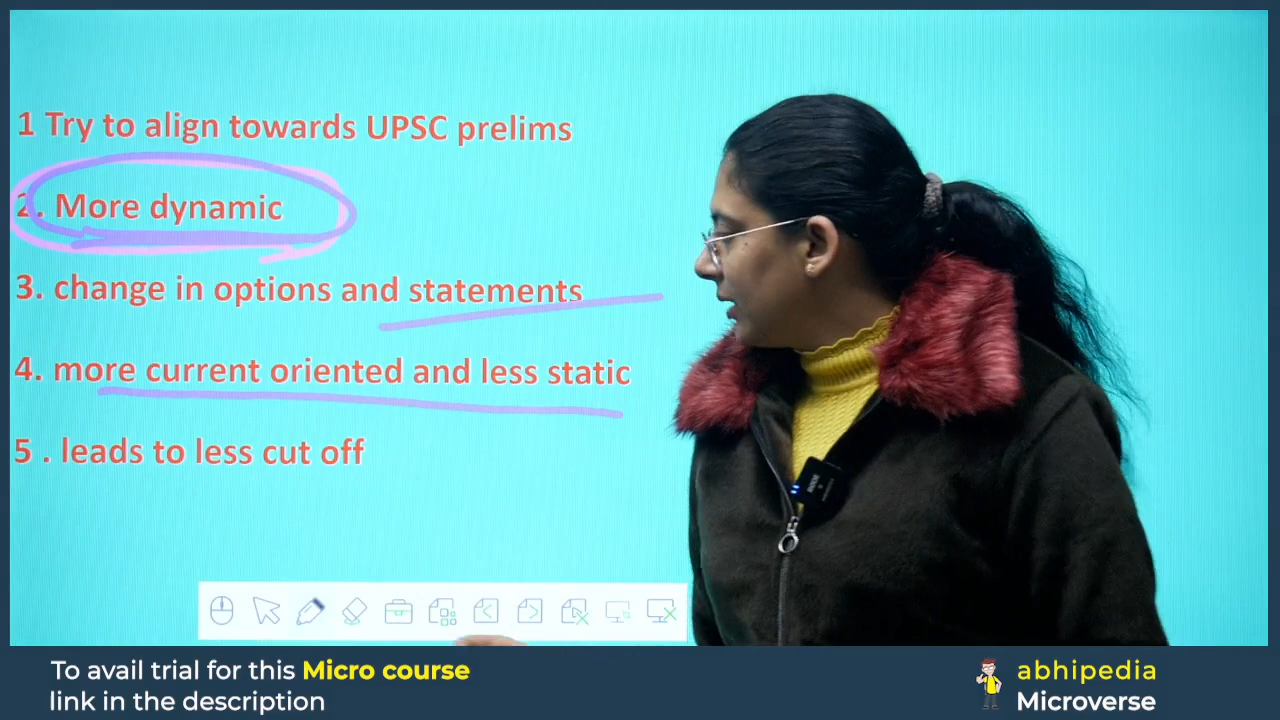 1 Try to align towards UPSC prelims
2. More dynamic
3. change in options and statements
4. more current oriented and less static
5 . leads to less cut off
To avail trial for this Micro course
link in the description
abhipedia
Microverse